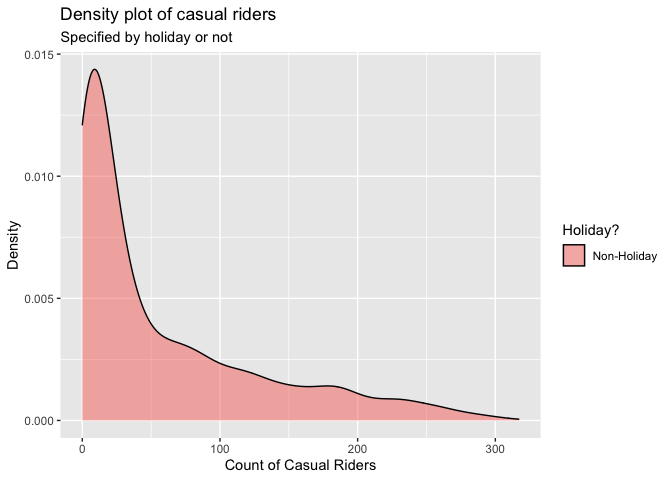 Density plot of casual riders
Specified by holiday or not
0.015
0.010
0.005
0.000
Density
0
100
200
300
Count of Casual Riders
Holiday?
Non-Holiday